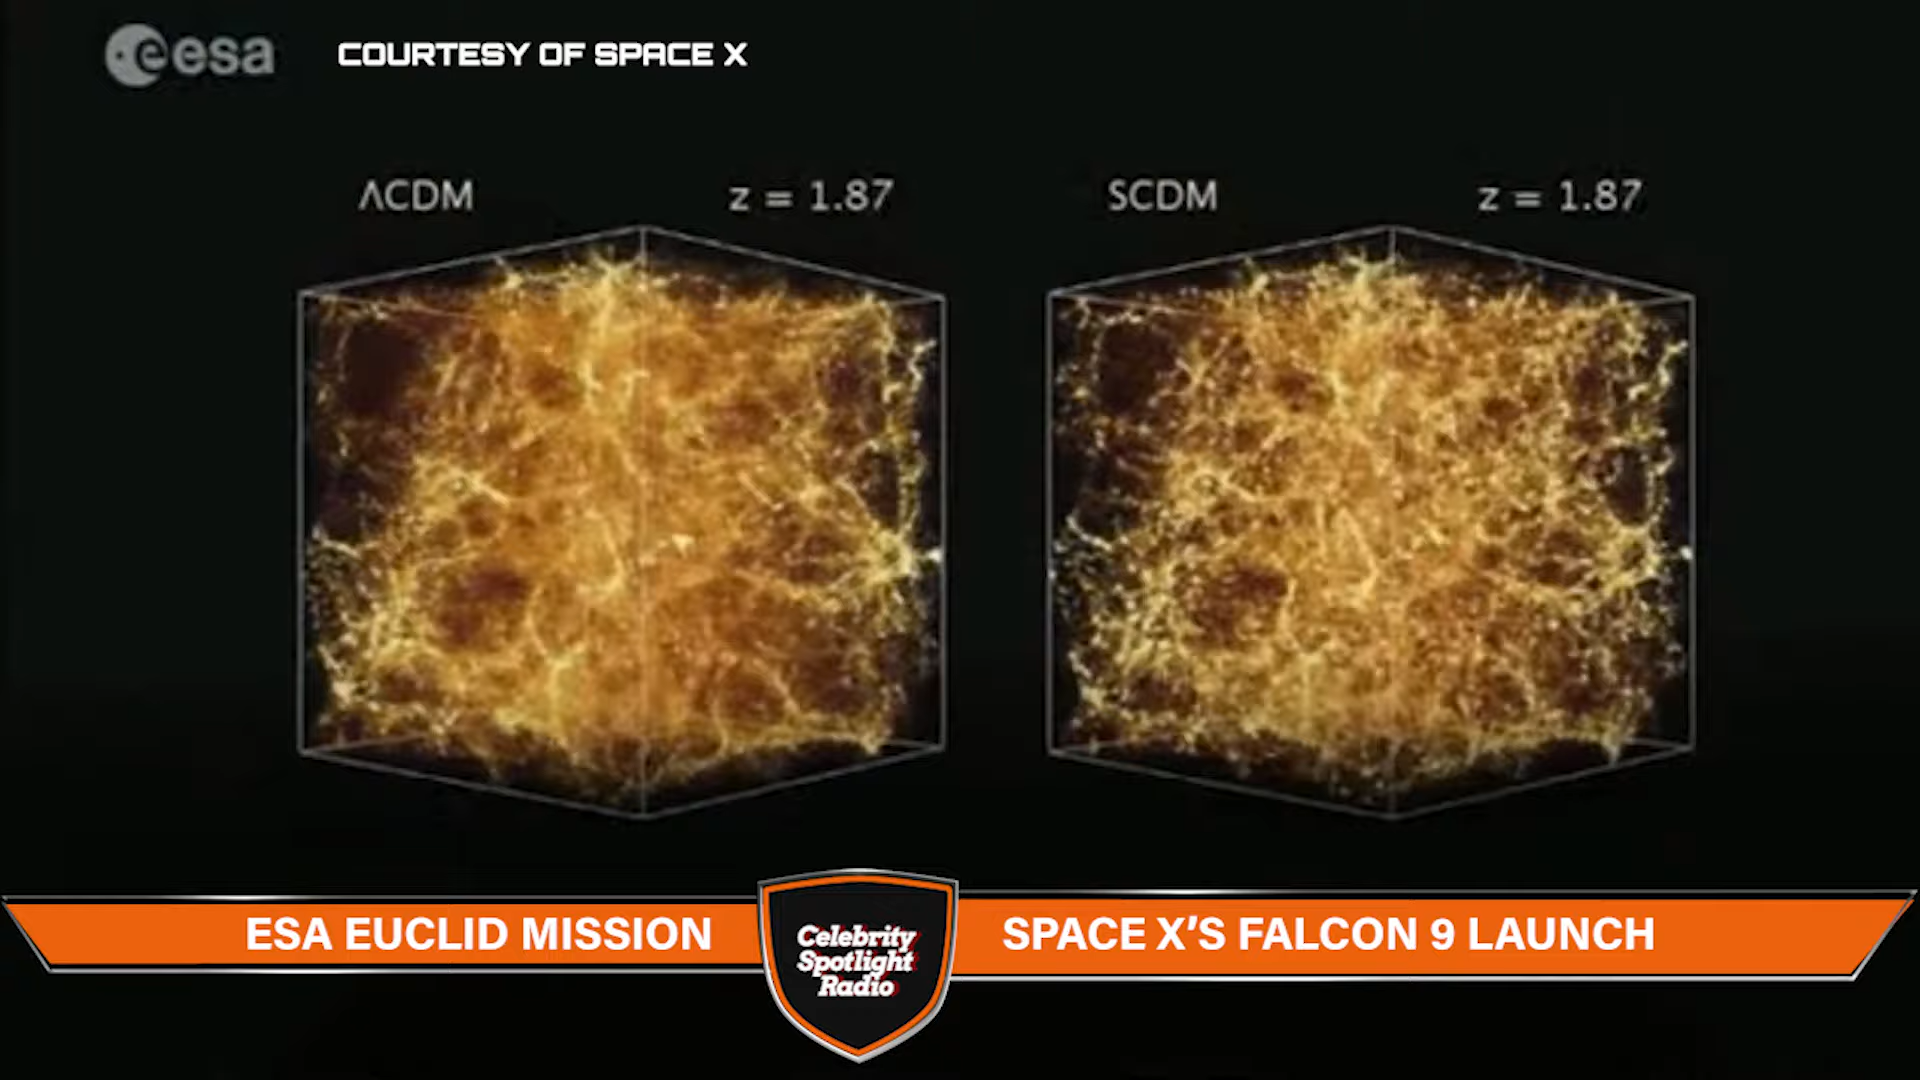 esa
COURTESY OF SPACE X
ΛCDM
z = 1.87
SCDM
z = 1.87
ESA EUCLID MISSION
Celebrity
Spotlight
Radio
SPACE X'S FALCON 9 LAUNCH